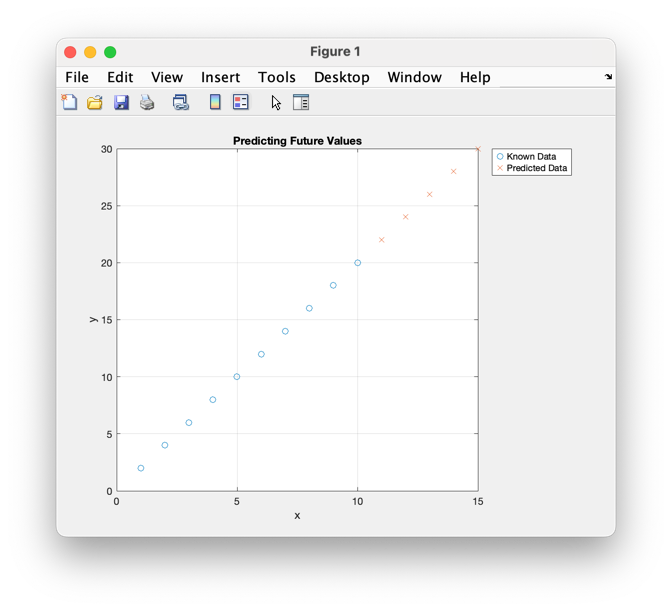 Figure 1
File Edit View Insert Tools Desktop Window Help
Predicting Future Values
30
25
20
15
10
5
0
y
0 5 10 15
x
Known Data
Predicted Data